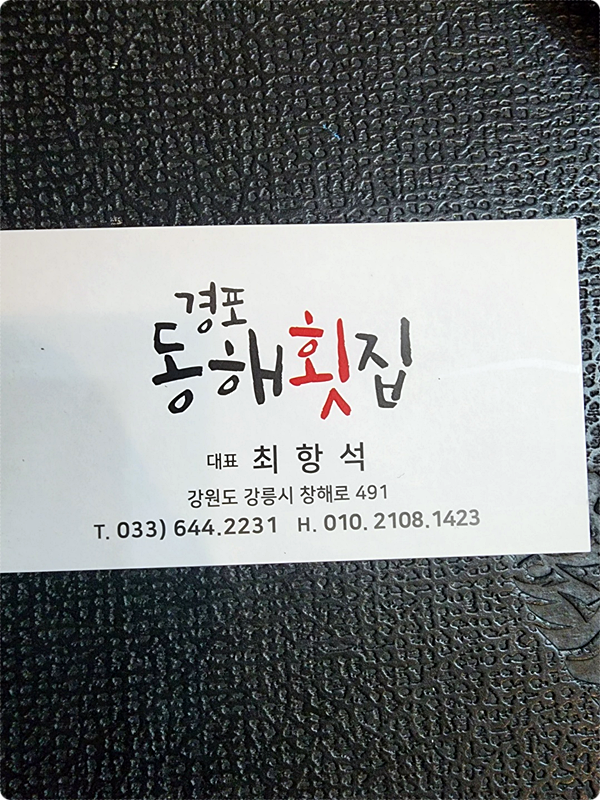 경포
동해횟집
대표 최항석
강원도 강릉시 창해로 491
T. 033) 644.2231 H. 010. 2108.1423